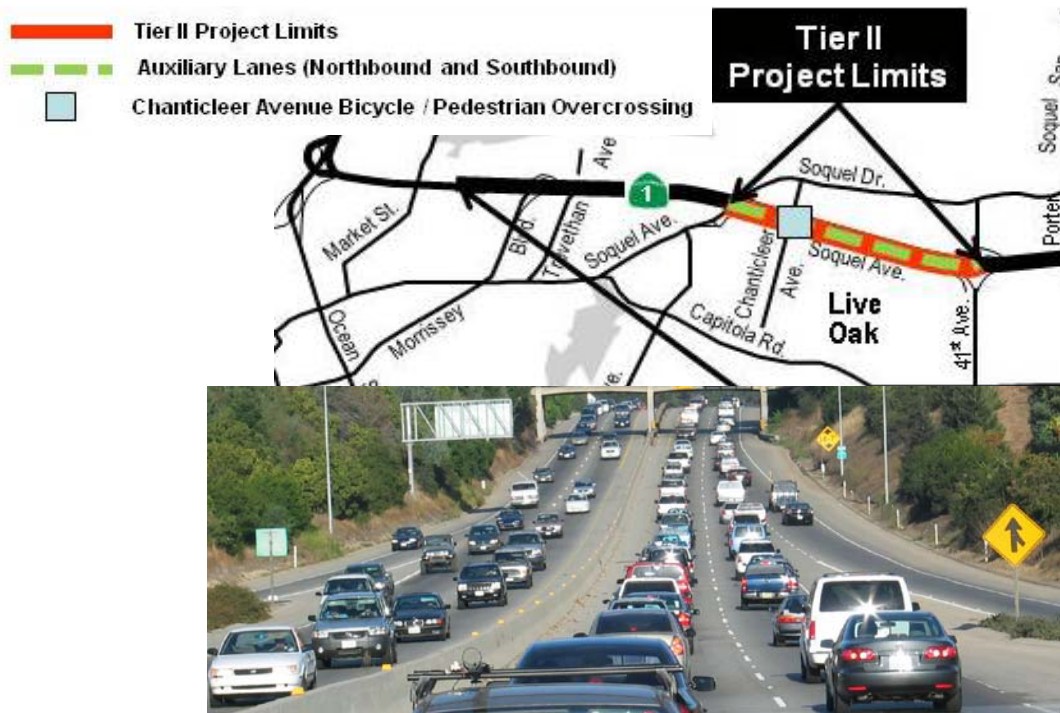 Tier II Project Limits
Auxiliary Lanes (Northbound and Southbound)
Chanticleer Avenue Bicycle / Pedestrian Overcrossing
Tier II
Project Limits
Soquel
Ave
Soquel Dr.
1
Market St.
Blvd.
Trevethan
Soquel Ave.
Porter
Chanticleer
Ave.
Soquel Ave.
Live
Oak
Ocean
Morrissey
Capitola Rd.
41st Ave.